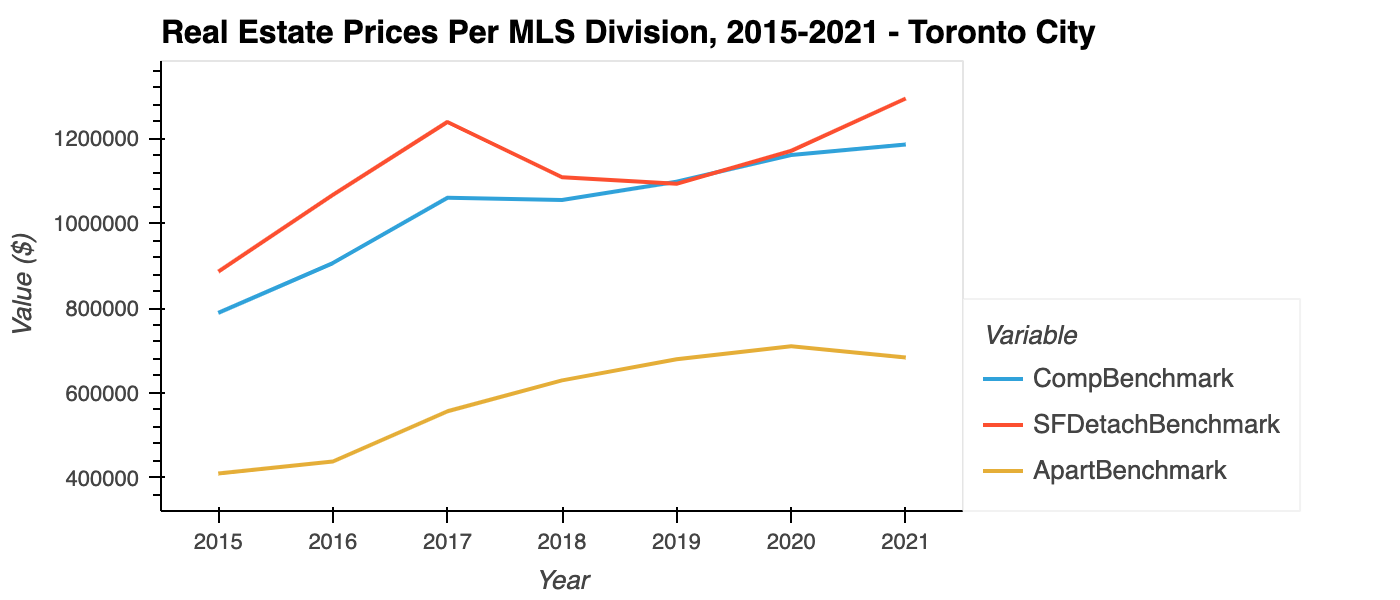 Real Estate Prices Per MLS Division, 2015-2021 - Toronto City
Value ($)
1200000
1000000
800000
600000
400000
2015 2016 2017 2018 2019 2020 2021
Year
Variable
CompBenchmark
SFDetachBenchmark
ApartBenchmark